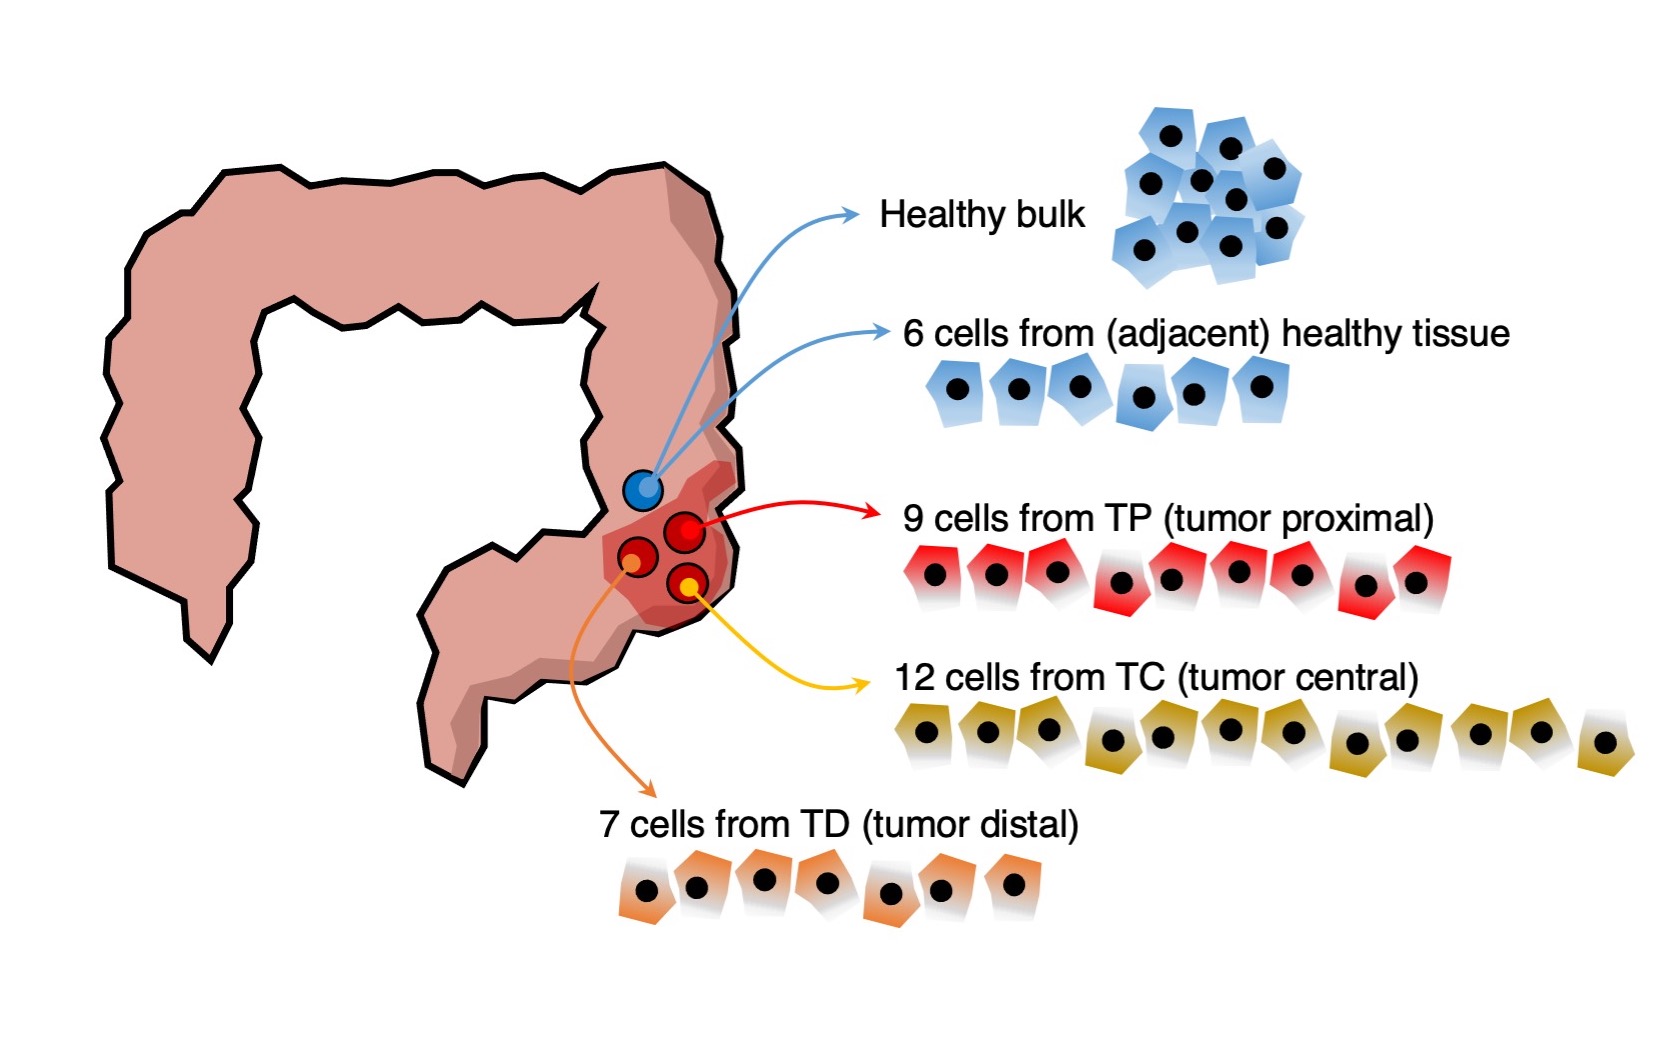 Healthy bulk
6 cells from (adjacent) healthy tissue
9 cells from TP (tumor proximal)
12 cells from TC (tumor central)
7 cells from TD (tumor distal)